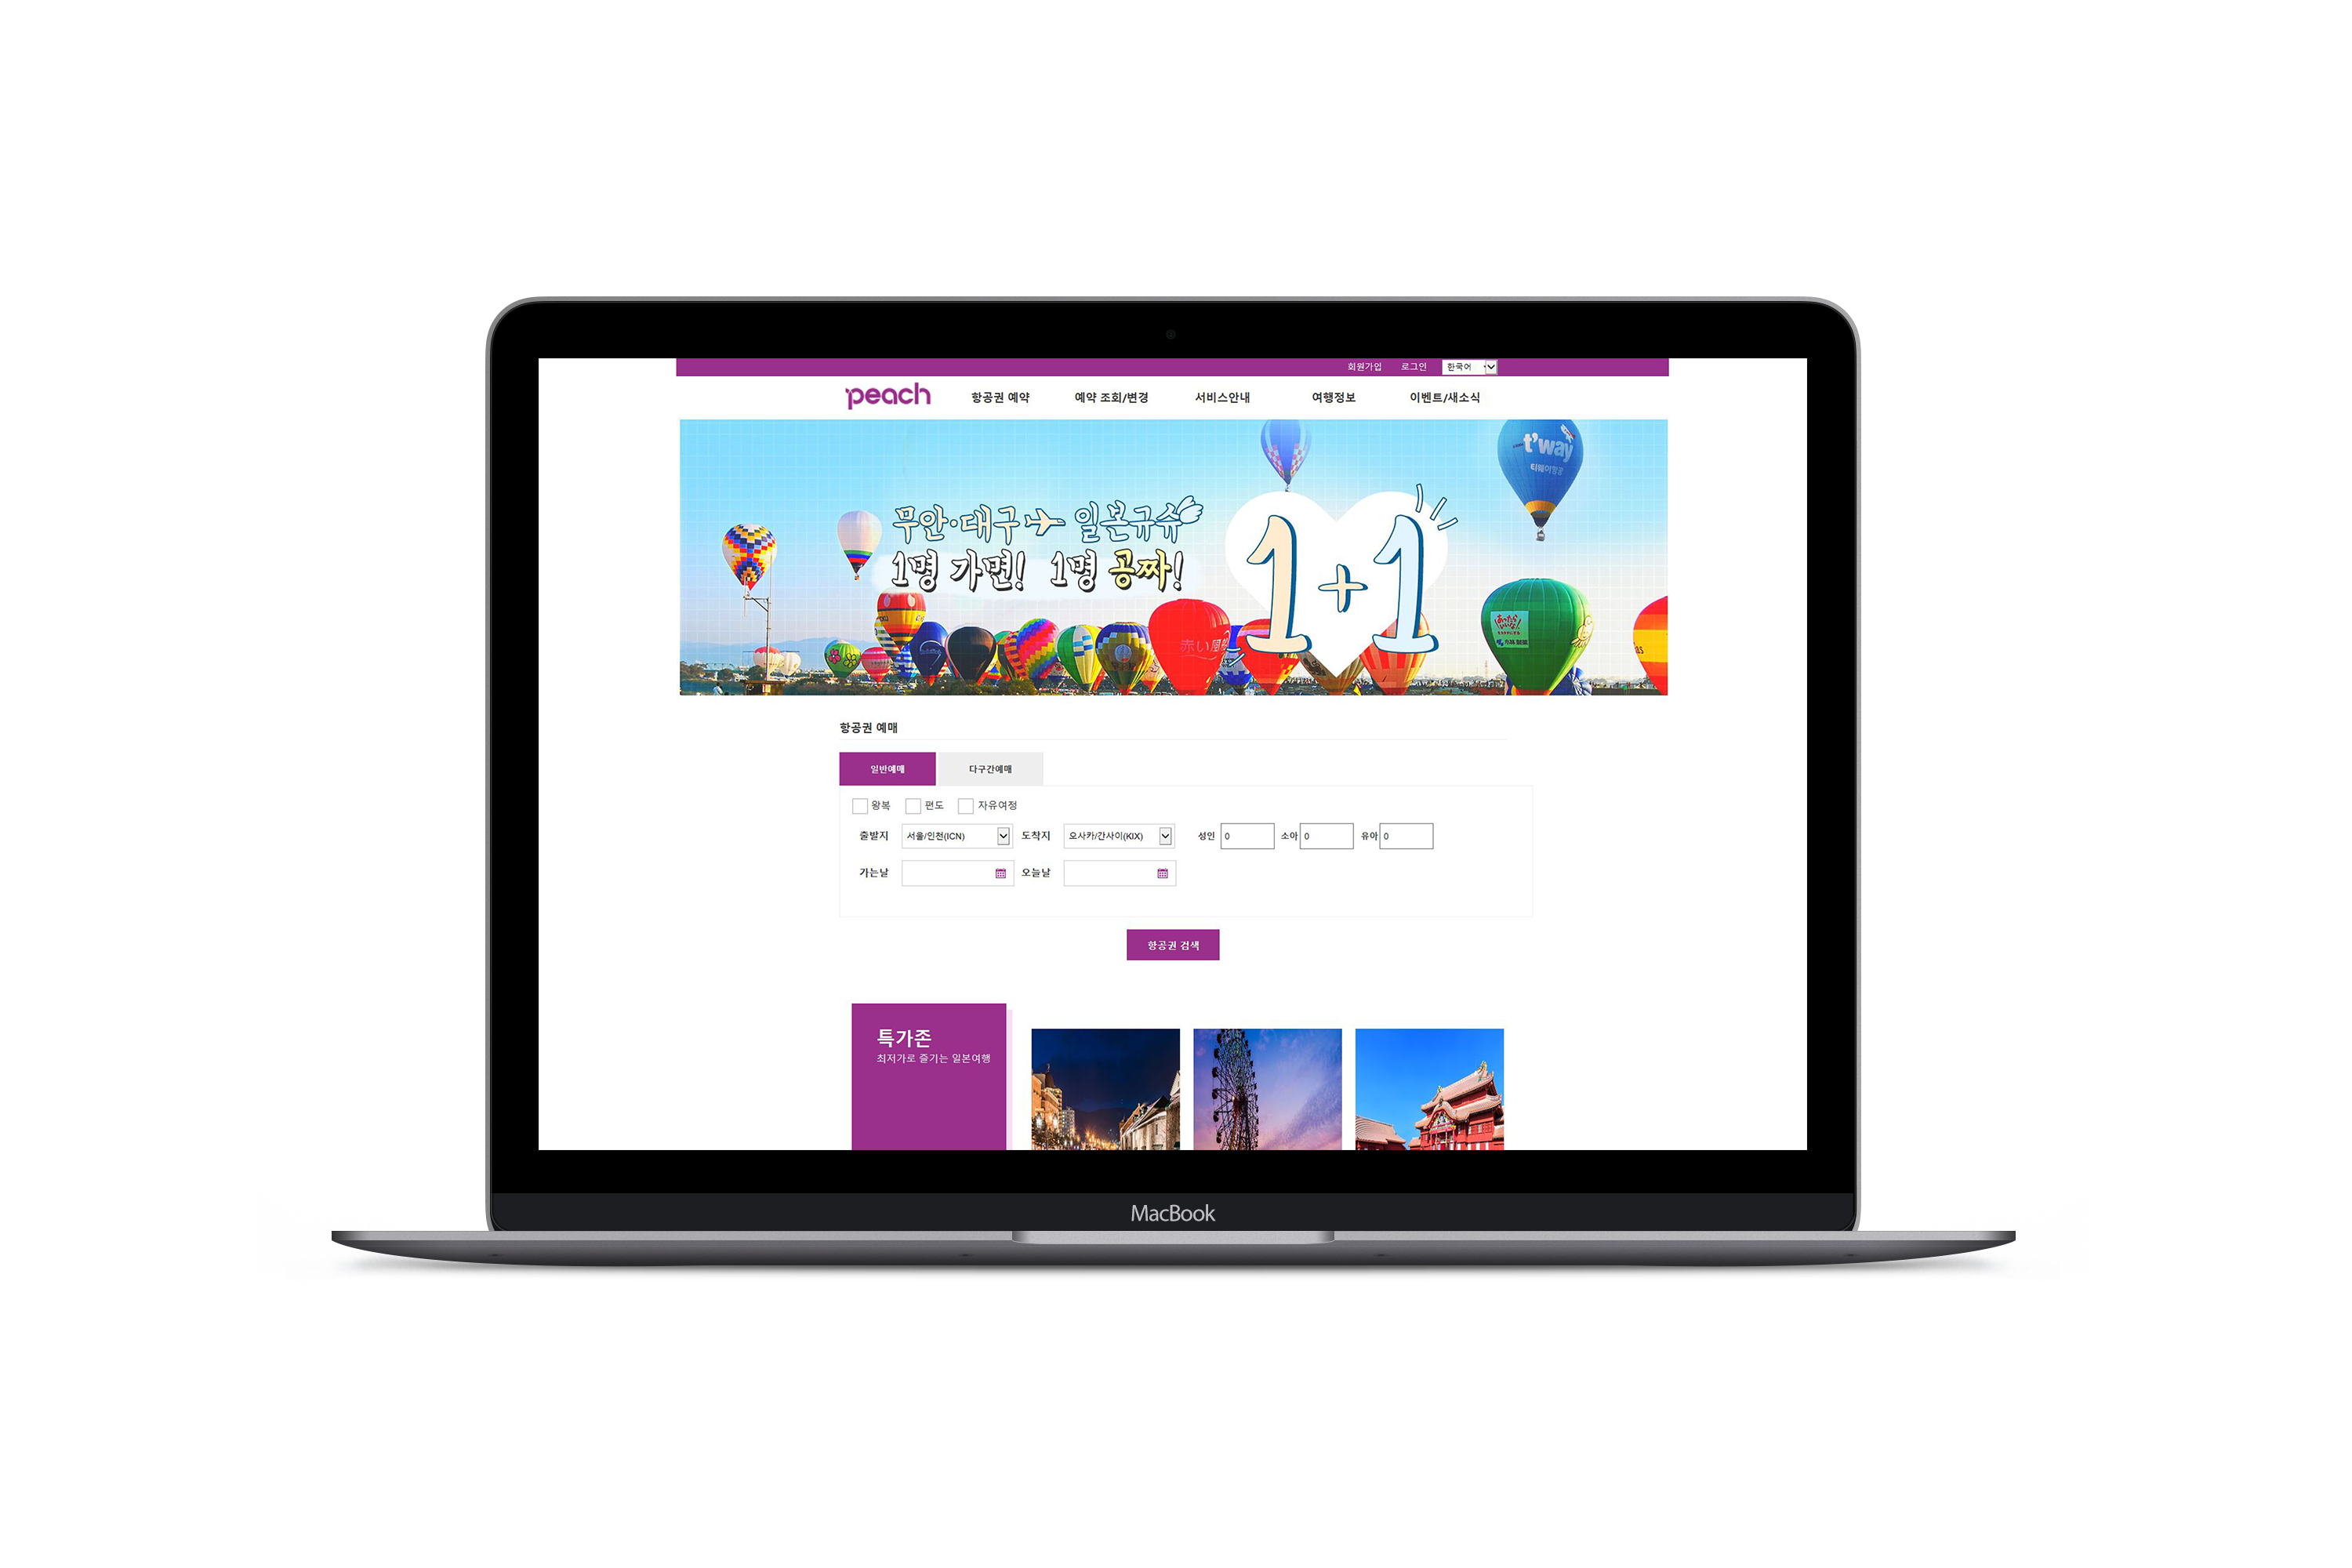 회원가입 로그인 한국어
peach 항공권 예약 예약 조회/변경 서비스안내 여행정보 이벤트/새소식
t'way
티웨이항공
무안·대구 일본규슈
1명 가면! 1명 공짜!
1+1
赤い風
항공권 예매
일반예매 다구간예매
왕복 편도 자유여정
출발지 서울/인천(ICN) 도착지 오사카/간사이(KIX) 성인 0 소아 0 유아 0
가는날 오늘날
항공권 검색
특가존
최저가로 즐기는 일본여행
MacBook